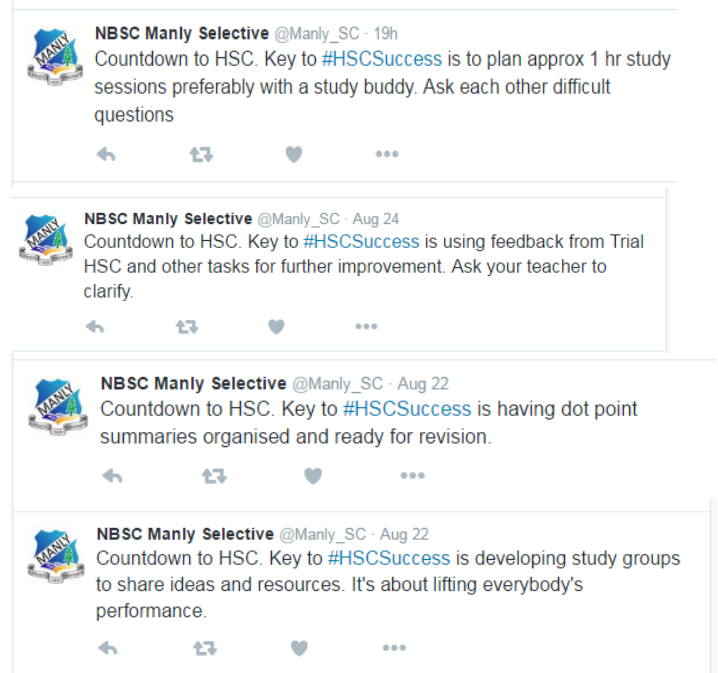 NBSC Manly Selective @Manly_SC · 19h
Countdown to HSC. Key to #HSCSuccess is to plan approx 1 hr study
sessions preferably with a study buddy. Ask each other difficult
questions
MANLY
NBSC Manly Selective @Manly_SC · Aug 24
Countdown to HSC. Key to #HSCSuccess is using feedback from Trial
HSC and other tasks for further improvement. Ask your teacher to
clarify.
MANLY
NBSC Manly Selective @Manly_SC · Aug 22
Countdown to HSC. Key to #HSCSuccess is having dot point
summaries organised and ready for revision.
MANLY
NBSC Manly Selective @Manly_SC · Aug 22
Countdown to HSC. Key to #HSCSuccess is developing study groups
to share ideas and resources. It's about lifting everybody's
performance.
MANLY